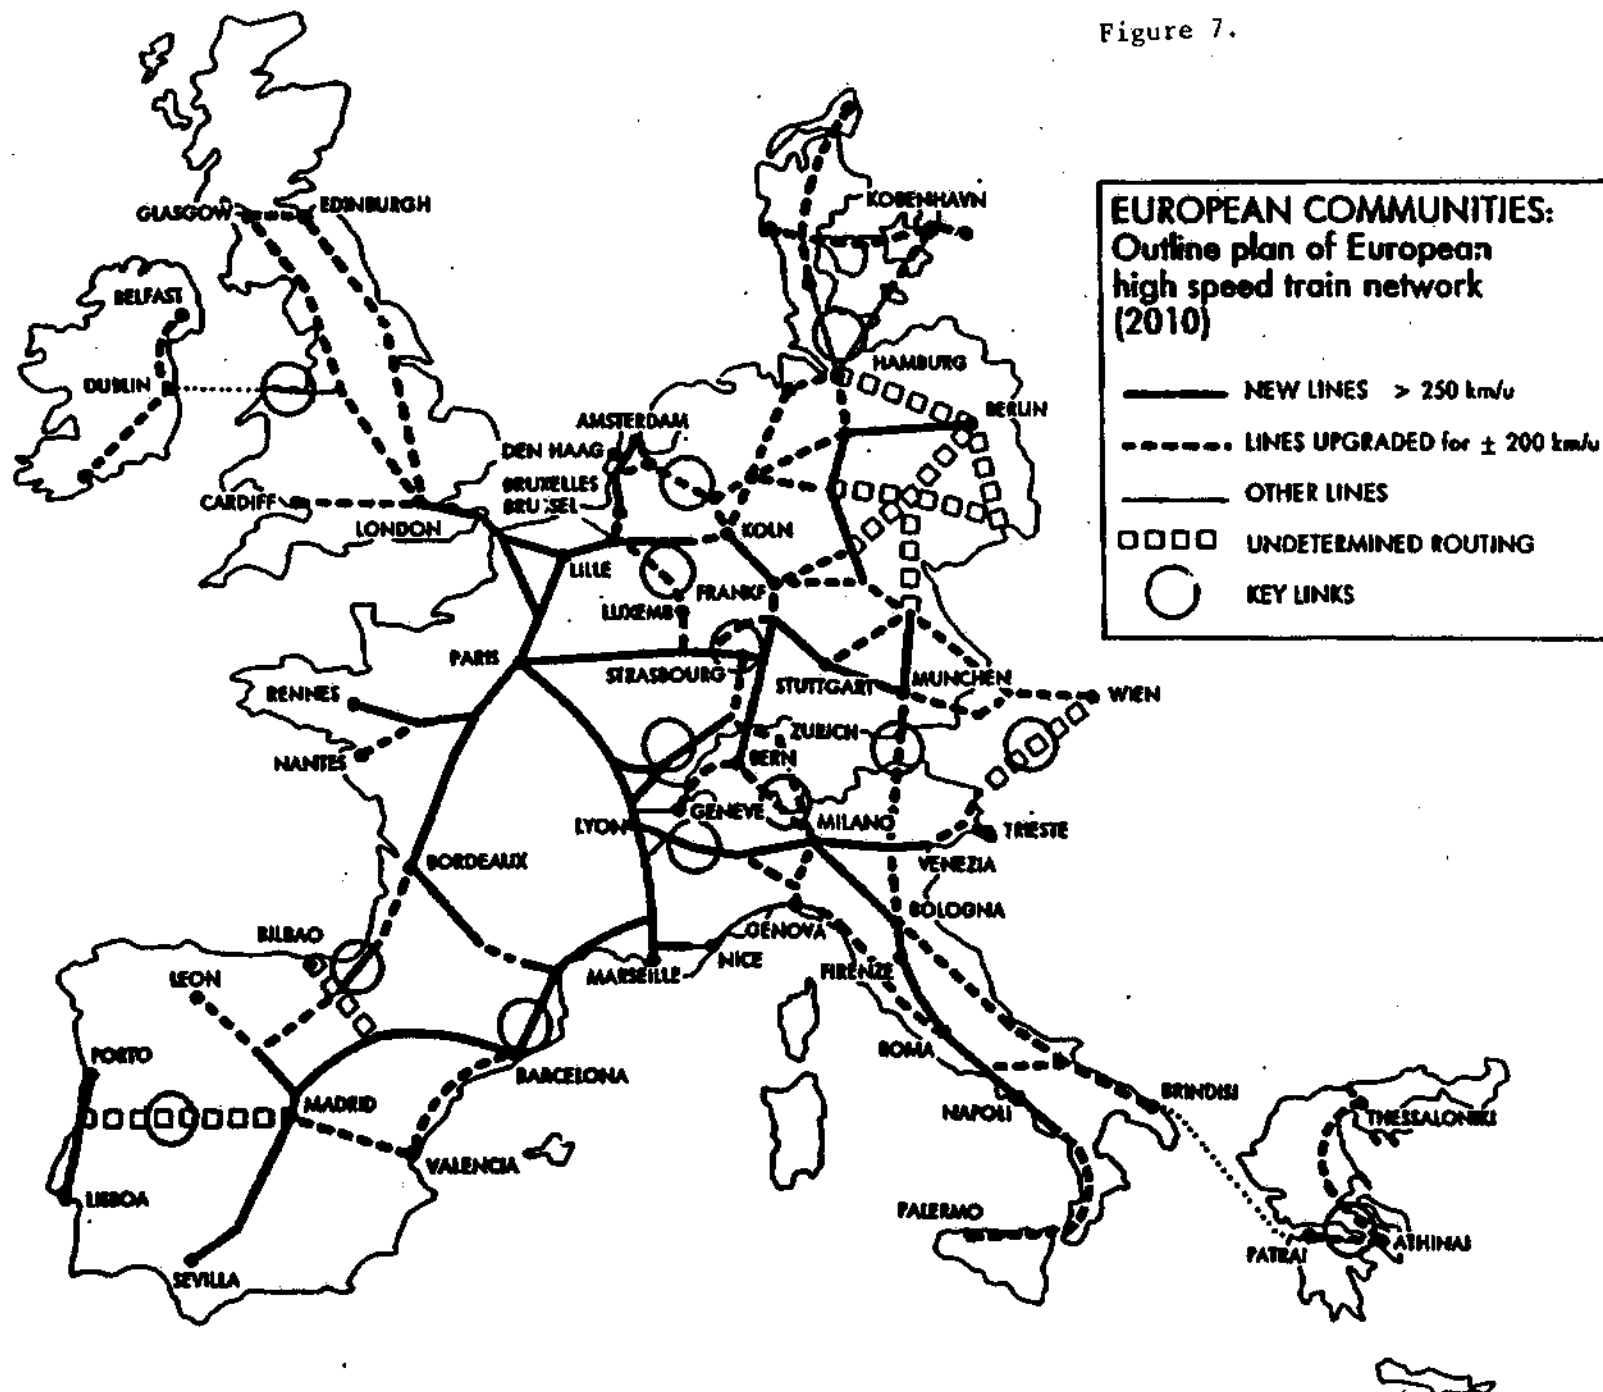 Figure 7.
EUROPEAN COMMUNITIES:
Outline plan of European
high speed train network
(2010)
NEW LINES > 250 km/u
LINES UPGRADED for ± 200 km/u
OTHER LINES
UNDETERMINED ROUTING
KEY LINKS
GLASGOW
EDINBURGH
KOBENHAVN
BELFAST
DUBLIN
HAMBURG
BERLIN
AMSTERDAM
DEN HAAG
BRUXELLES
BRUSSEL
CARDIFF
LONDON
KOLN
LILLE
FRANKF
LUXEMB
PARIS
STRASBOURG
STUTTGART
MUNCHEN
WIEN
RENNES
NANTES
ZURICH
BERN
GENEVE
LYON
MILANO
TRIESTE
VENEZIA
BORDEAUX
BOLOGNA
BILBAO
GENOVA
LEON
MARSEILLE
NICE
FIRENZE
PORTO
ROMA
BARCELONA
BRINDISI
MADRID
NAPOLI
THESSALONIKI
VALENCIA
LISBOA
PALERMO
PATRAI
ATHINAI
SEVILLA